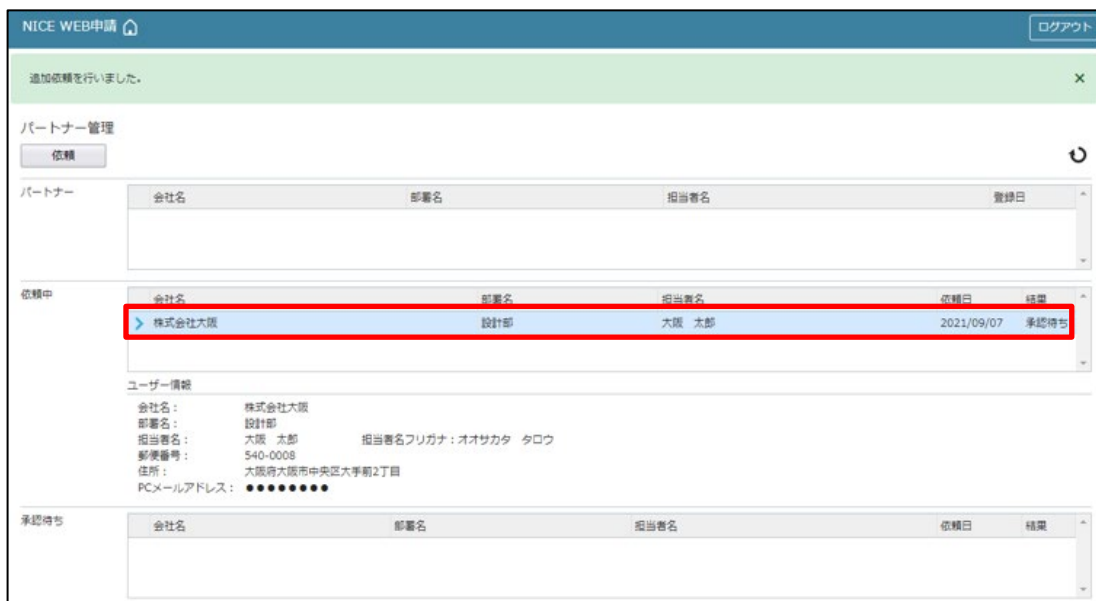 NICE WEB申請 ログアウト
追加依頼を行いました。 ×
パートナー管理
依頼
パートナー
会社名 部署名 担当者名 登録日
依頼中
会社名 部署名 担当者名 依頼日 結果
株式会社大阪 設計部 大阪 太郎 2021/09/07 承認待ち
ユーザー情報
会社名： 株式会社大阪
部署名： 設計部
担当者名： 大阪 太郎 担当者名フリガナ：オオサカタ タロウ
郵便番号： 540-0008
住所： 大阪府大阪市中央区大手前2丁目
PCメールアドレス： ●●●●●●●●
承認待ち
会社名 部署名 担当者名 依頼日 結果